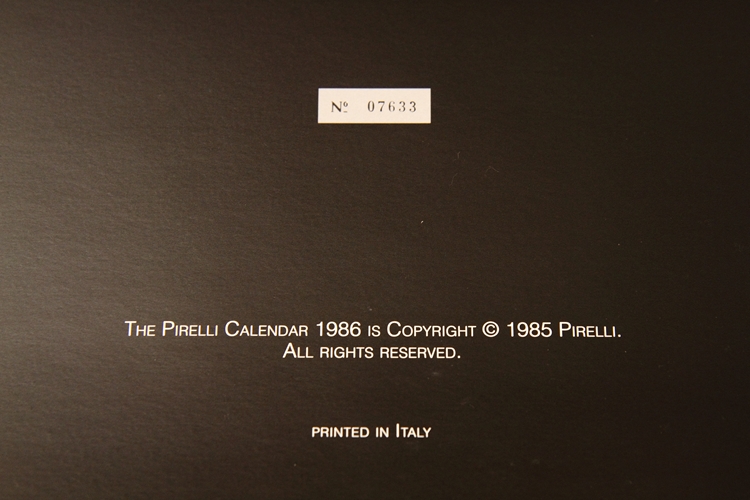 Nº 07633
The Pirelli Calendar 1986 is Copyright © 1985 Pirelli.
All rights reserved.
printed in Italy